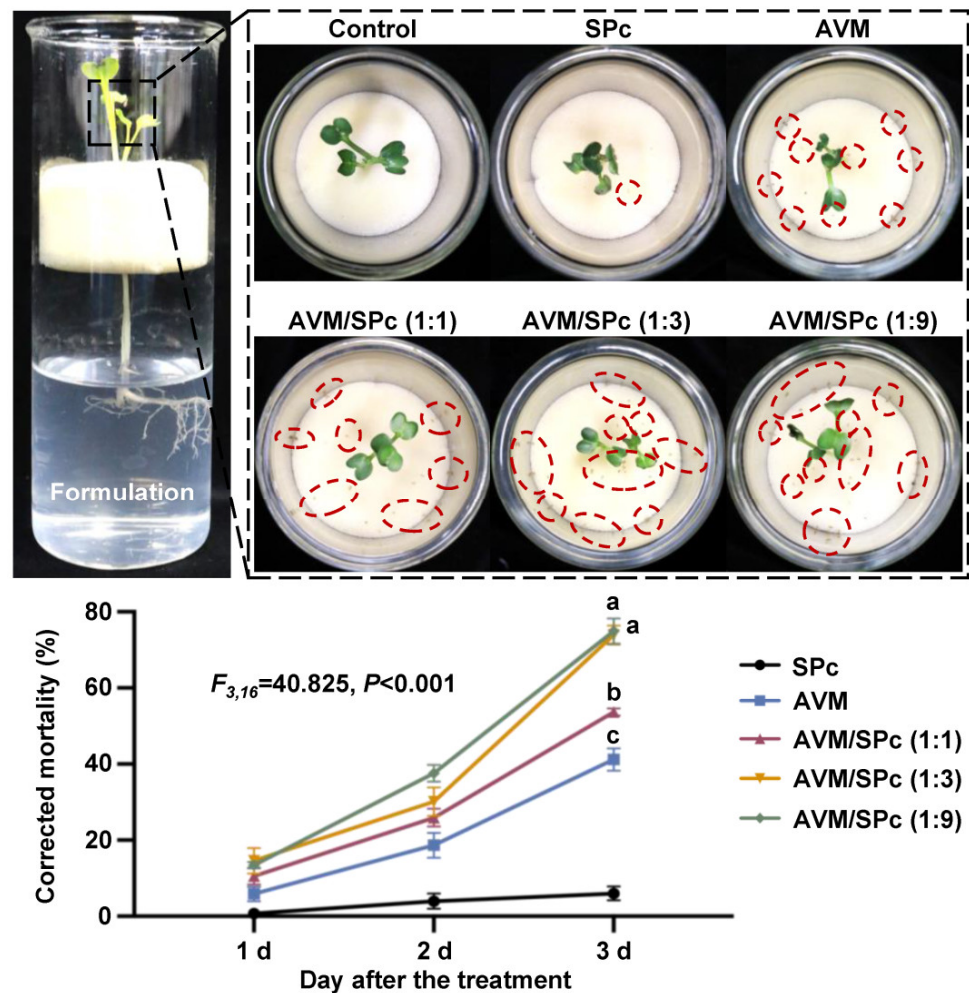 Control
SPc
AVM
AVM/SPc (1:1)
AVM/SPc (1:3)
AVM/SPc (1:9)
Formulation
Corrected mortality (%)
80
60
40
20
0
F3,16=40.825, P<0.001
a
a
b
c
1 d
2 d
3 d
Day after the treatment
SPc
AVM
AVM/SPc (1:1)
AVM/SPc (1:3)
AVM/SPc (1:9)